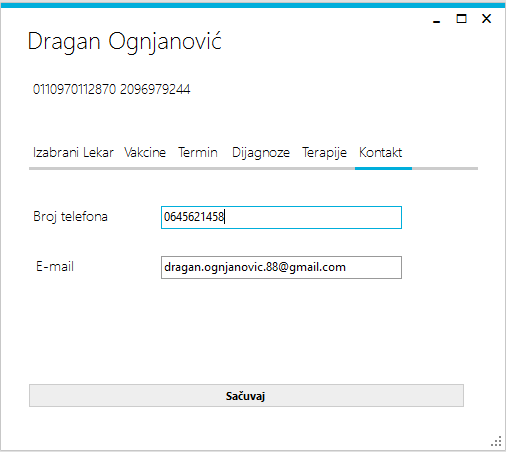 Dragan Ognjanović
0110970112870 2096979244
Izabrani Lekar Vakcine Termin Dijagnoze Terapije Kontakt
Broj telefona 0645621458
E-mail dragan.ognjanovic.88@gmail.com
Sačuvaj